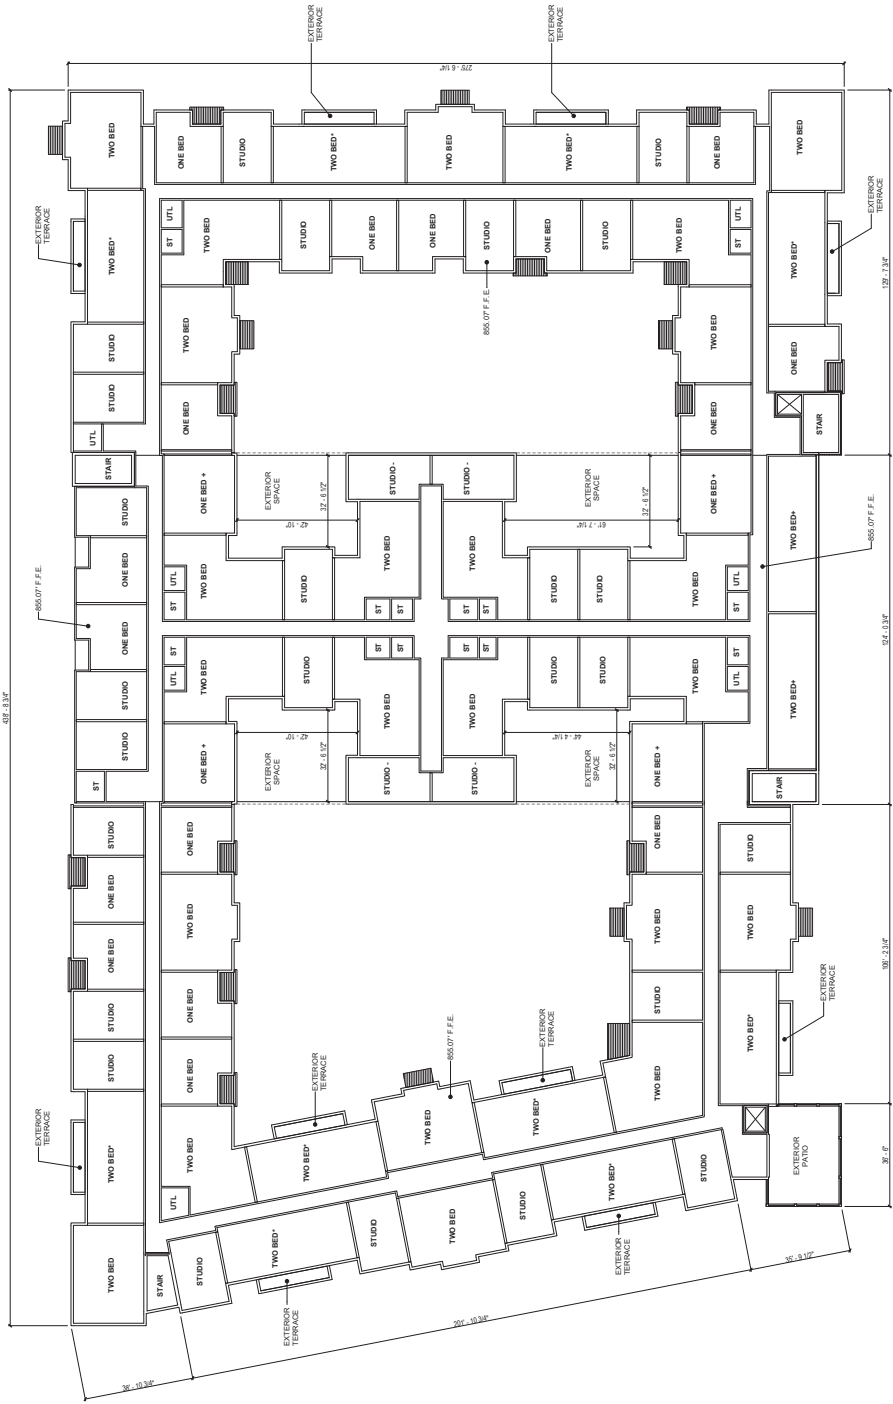 EXTERIOR
TERRACE
EXTERIOR
TERRACE
275' - 6 1/4"
TWO BED
ONE BED
STUDIO
TWO BED*
TWO BED
TWO BED*
STUDIO
ONE BED
TWO BED
EXTERIOR
TERRACE
TWO BED*
UTL
ST
TWO BED
STUDIO
ONE BED
ONE BED
STUDIO
ONE BED
STUDIO
TWO BED
UTL
ST
TWO BED*
EXTERIOR
TERRACE
129' - 7 3/4"
855.07' F.F.E.
STUDIO
TWO BED
TWO BED
ONE BED
STUDIO
ONE BED
ONE BED
UTL
STAIR
STAIR
ONE BED +
EXTERIOR
SPACE
32' - 6 1/2"
STUDIO -
STUDIO -
EXTERIOR
SPACE
32' - 6 1/2"
ONE BED +
STUDIO
42' - 10"
61' - 7 1/4"
TWO BED+
855.07' F.F.E.
855.07' F.F.E.
ONE BED
UTL
ST
TWO BED
STUDIO
TWO BED
ST
ST
TWO BED
ST
ST
STUDIO
STUDIO
TWO BED
UTL
ST
ONE BED
438' - 8 3/4"
124' - 0 3/4"
STUDIO
ST
UTL
TWO BED
STUDIO
ST
ST
TWO BED
ST
ST
TWO BED
STUDIO
STUDIO
TWO BED
ST
UTL
TWO BED+
STUDIO
42' - 10"
44' - 4 1/4"
ST
ONE BED +
EXTERIOR
SPACE
32' - 6 1/2"
STUDIO -
STUDIO -
EXTERIOR
SPACE
32' - 6 1/2"
ONE BED +
STAIR
STUDIO
ONE BED
ONE BED
STUDIO
ONE BED
TWO BED
TWO BED
TWO BED
ONE BED
106' - 2 3/4"
STUDIO
ONE BED
STUDIO
EXTERIOR
TERRACE
STUDIO
ONE BED
855.07' F.F.E.
TWO BED*
EXTERIOR
TERRACE
EXTERIOR
TERRACE
EXTERIOR
TERRACE
TWO BED*
TWO BED
TWO BED*
TWO BED
TWO BED*
TWO BED
UTL
EXTERIOR
PATIO
36' - 6"
STUDIO
TWO BED*
STUDIO
TWO BED
STUDIO
TWO BED*
STUDIO
EXTERIOR
TERRACE
TWO BED
STAIR
EXTERIOR
TERRACE
35' - 9 1/2"
201' - 10 3/4"
38' - 10 3/4"